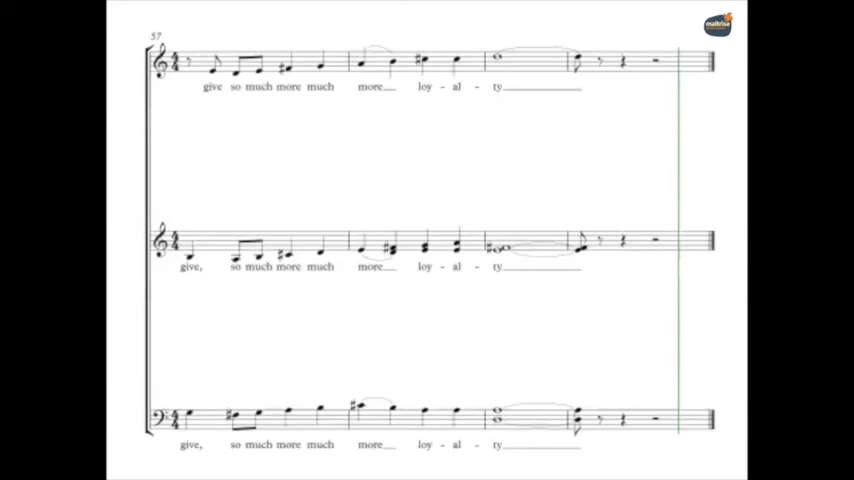 maîtrise
57
give so much more much more loy - al - ty
give, so much more much more loy - al - ty
give, so much more much more loy - al - ty